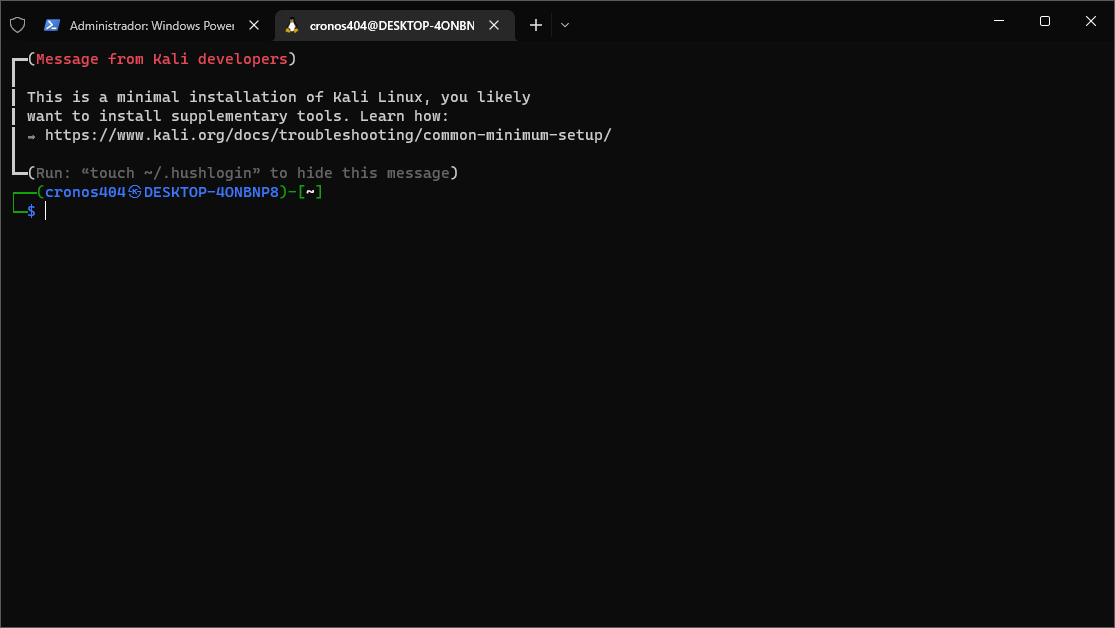 Administrador: Windows Power
cronos404@DESKTOP-4ONBN
(Message from Kali developers)
This is a minimal installation of Kali Linux, you likely
want to install supplementary tools. Learn how:
⇒ https://www.kali.org/docs/troubleshooting/common-minimum-setup/
(Run: “touch ~/.hushlogin” to hide this message)
(cronos404㉿DESKTOP-4ONBNP8)-[~]
$